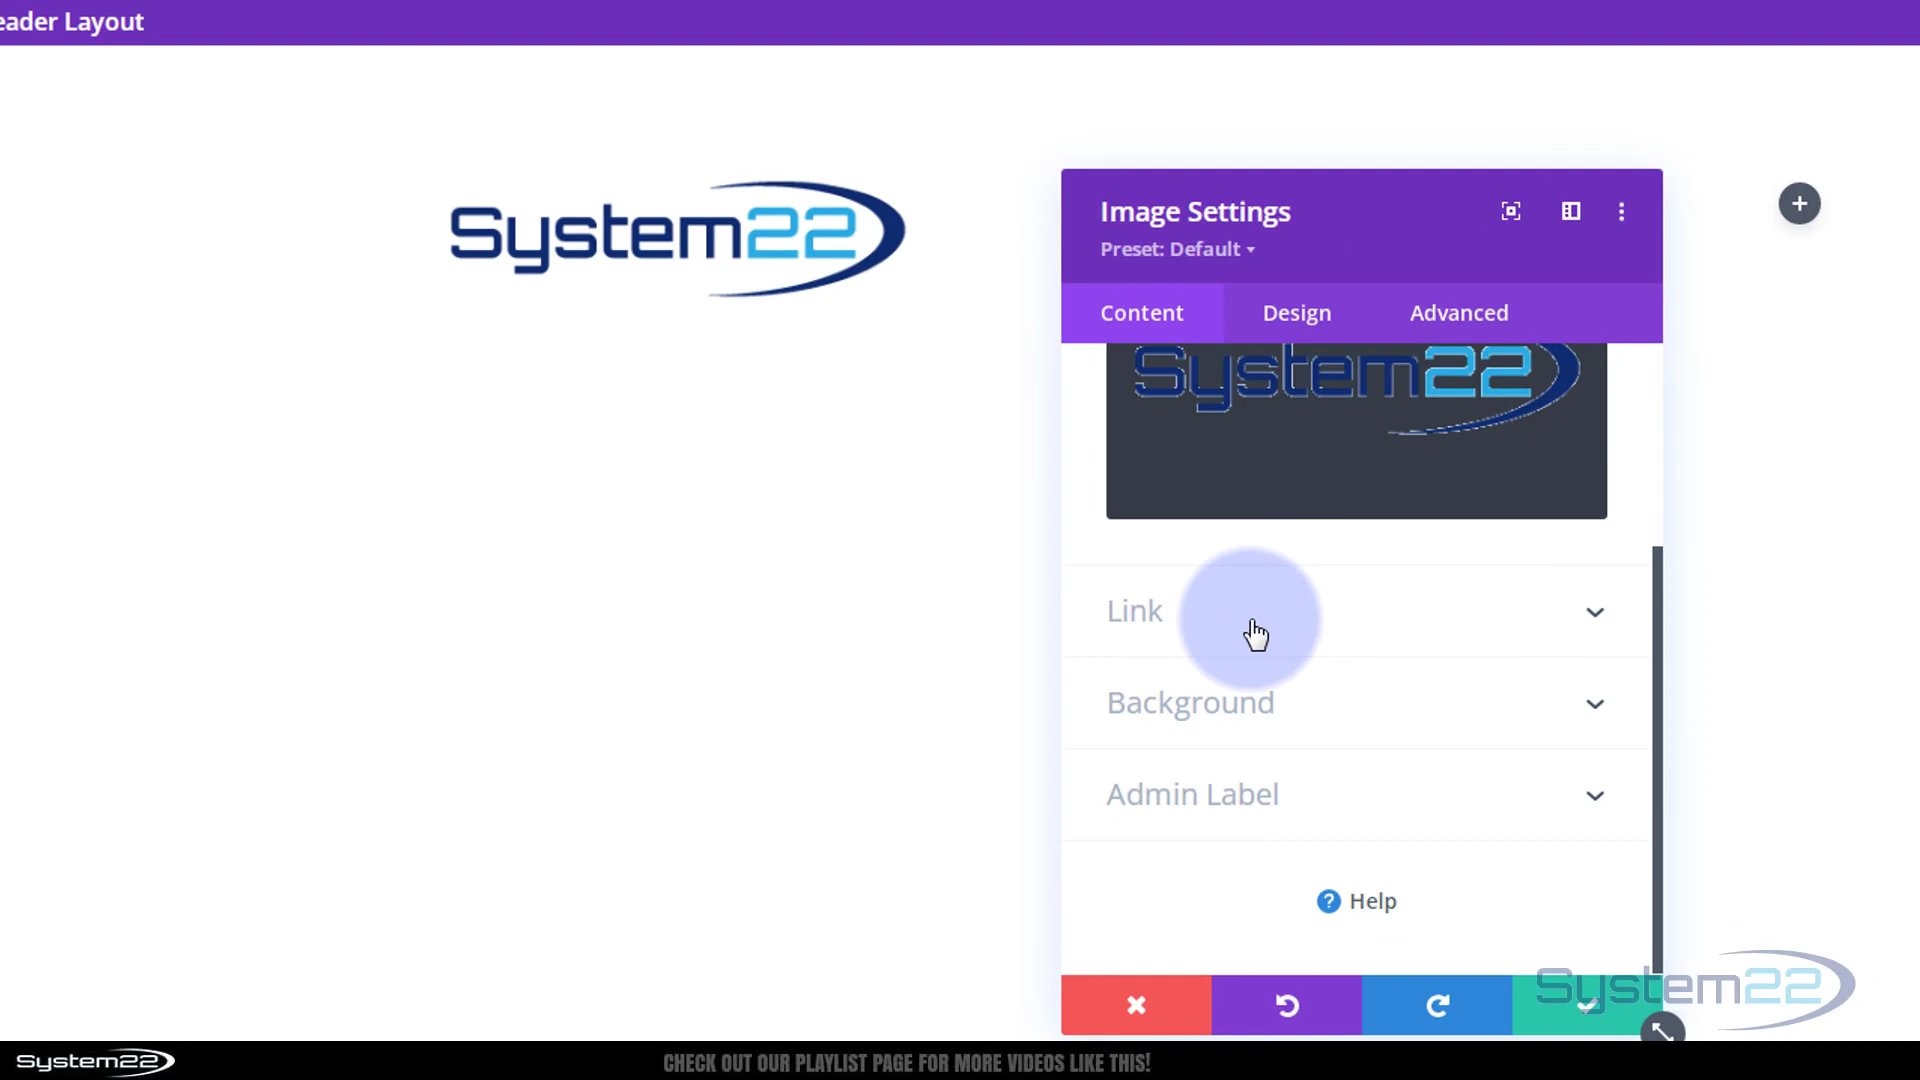 eader Layout
System22
Image Settings
Preset: Default
Content
Design
Advanced
System22
Link
Background
Admin Label
? Help
System22
System22
CHECK OUT OUR PLAYLIST PAGE FOR MORE VIDEOS LIKE THIS!